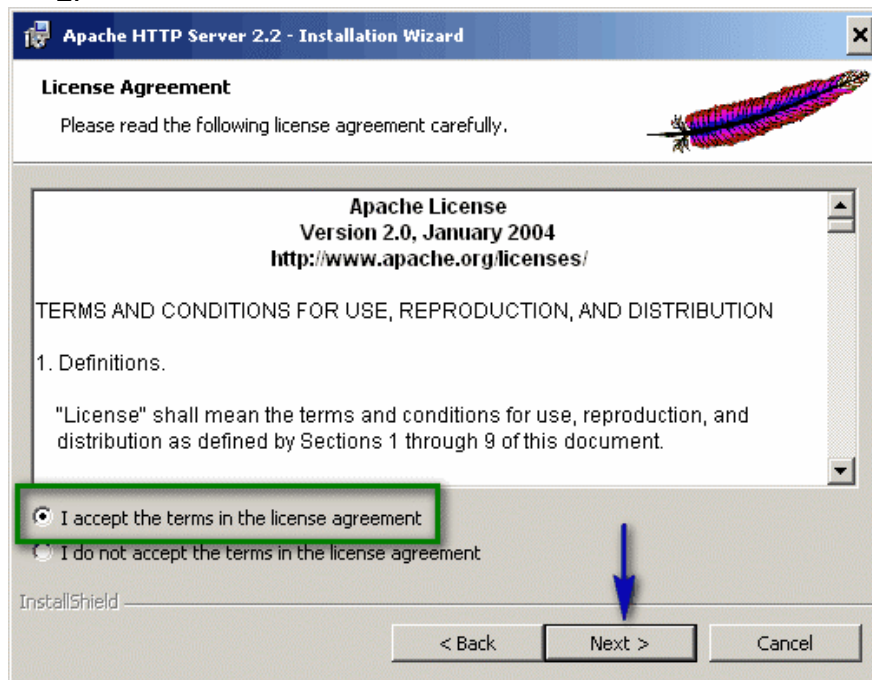 Apache HTTP Server 2.2 - Installation Wizard
License Agreement
Please read the following license agreement carefully.
Apache License
Version 2.0, January 2004
http://www.apache.org/licenses/
TERMS AND CONDITIONS FOR USE, REPRODUCTION, AND DISTRIBUTION
1. Definitions.
"License" shall mean the terms and conditions for use, reproduction, and
distribution as defined by Sections 1 through 9 of this document.
I accept the terms in the license agreement
I do not accept the terms in the license agreement
InstallShield
< Back Next > Cancel